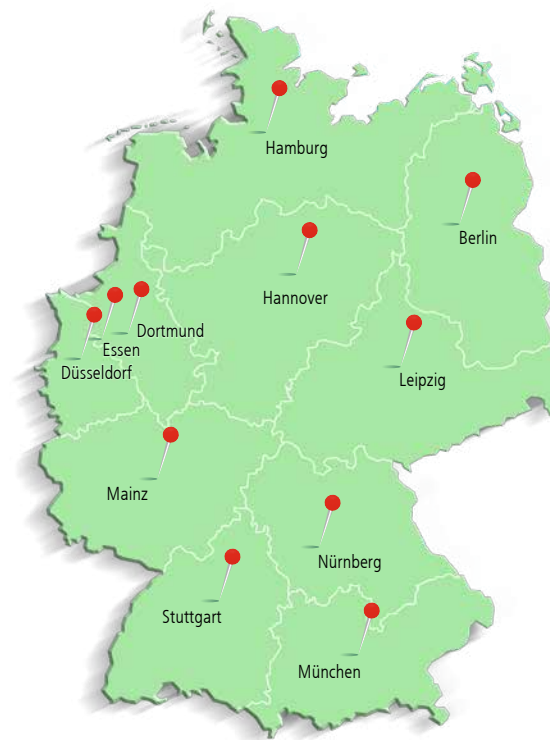 Hamburg
Berlin
Hannover
Dortmund
Essen
Düsseldorf
Leipzig
Mainz
Nürnberg
Stuttgart
München